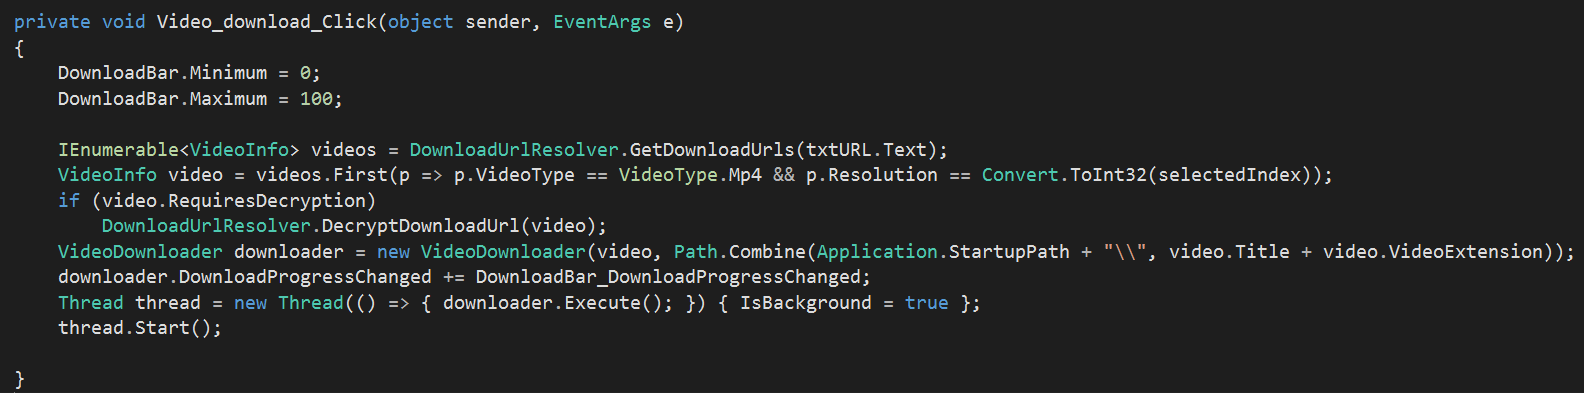 private void Video_download_Click(object sender, EventArgs e)
{
    DownloadBar.Minimum = 0;
    DownloadBar.Maximum = 100;

    IEnumerable<VideoInfo> videos = DownloadUrlResolver.GetDownloadUrls(txtURL.Text);
    VideoInfo video = videos.First(p => p.VideoType == VideoType.Mp4 && p.Resolution == Convert.ToInt32(selectedIndex));
    if (video.RequiresDecryption)
        DownloadUrlResolver.DecryptDownloadUrl(video);
    VideoDownloader downloader = new VideoDownloader(video, Path.Combine(Application.StartupPath + "\\", video.Title + video.VideoExtension));
    downloader.DownloadProgressChanged += DownloadBar_DownloadProgressChanged;
    Thread thread = new Thread(() => { downloader.Execute(); }) { IsBackground = true };
    thread.Start();

}